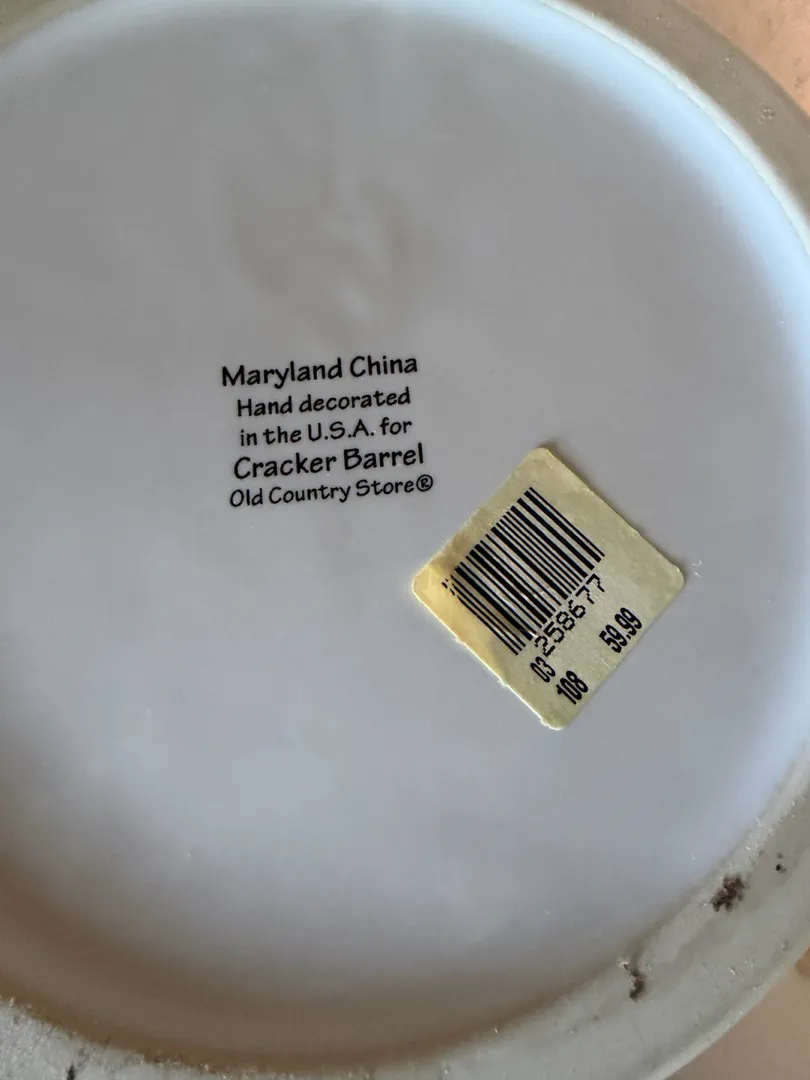 Maryland China
Hand decorated
in the U.S.A. for
Cracker Barrel
Old Country Store®
258677
03
108 59.99